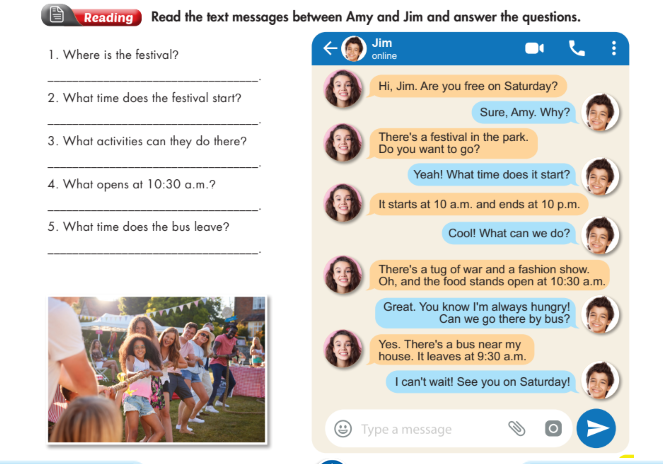 Reading Read the text messages between Amy and Jim and answer the questions.
1. Where is the festival?
______________________________.
2. What time does the festival start?
______________________________.
3. What activities can they do there?
______________________________.
4. What opens at 10:30 a.m.?
______________________________.
5. What time does the bus leave?
______________________________.
Jim
online
Hi, Jim. Are you free on Saturday?
Sure, Amy. Why?
There's a festival in the park.
Do you want to go?
Yeah! What time does it start?
It starts at 10 a.m. and ends at 10 p.m.
Cool! What can we do?
There's a tug of war and a fashion show.
Oh, and the food stands open at 10:30 a.m.
Great. You know I'm always hungry!
Can we go there by bus?
Yes. There's a bus near my
house. It leaves at 9:30 a.m.
I can't wait! See you on Saturday!
Type a message